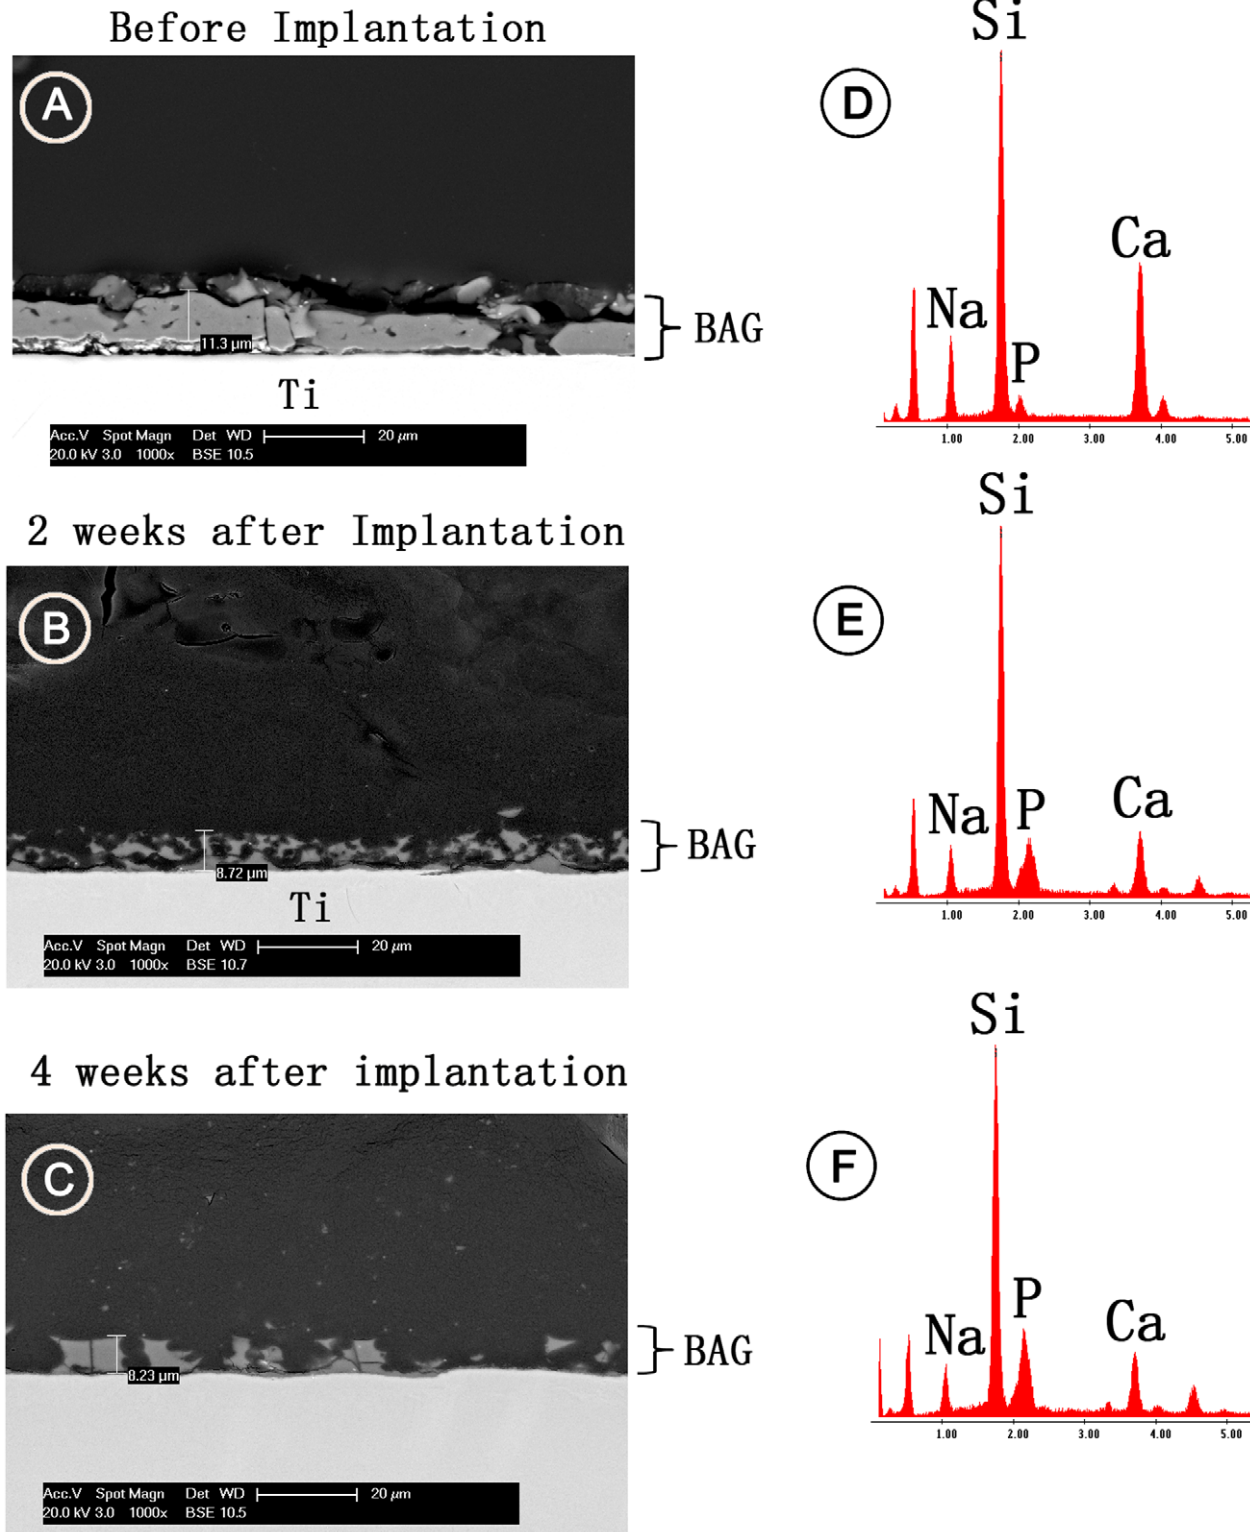 Before Implantation
A
11.3 µm
BAG
Ti
Acc.V Spot Magn Det WD 20 µm
20.0 kV 3.0 1000x BSE 10.5
D
Si
Na
P
Ca
1.00 2.00 3.00 4.00 5.00
2 weeks after Implantation
B
8.72 µm
BAG
Ti
Acc.V Spot Magn Det WD 20 µm
20.0 kV 3.0 1000x BSE 10.7
E
Si
Na
P
Ca
1.00 2.00 3.00 4.00 5.00
4 weeks after implantation
C
8.23 µm
BAG
Acc.V Spot Magn Det WD 20 µm
20.0 kV 3.0 1000x BSE 10.5
F
Si
Na
P
Ca
1.00 2.00 3.00 4.00 5.00